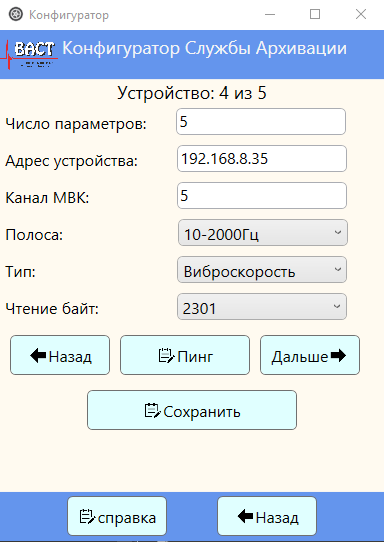 Конфигуратор
ВАСТ Конфигуратор Службы Архивации
Устройство: 4 из 5
Число параметров: 5
Адрес устройства: 192.168.8.35
Канал МВК: 5
Полоса: 10-2000Гц
Тип: Виброскорость
Чтение байт: 2301
Назад Пинг Дальше
Сохранить
справка Назад